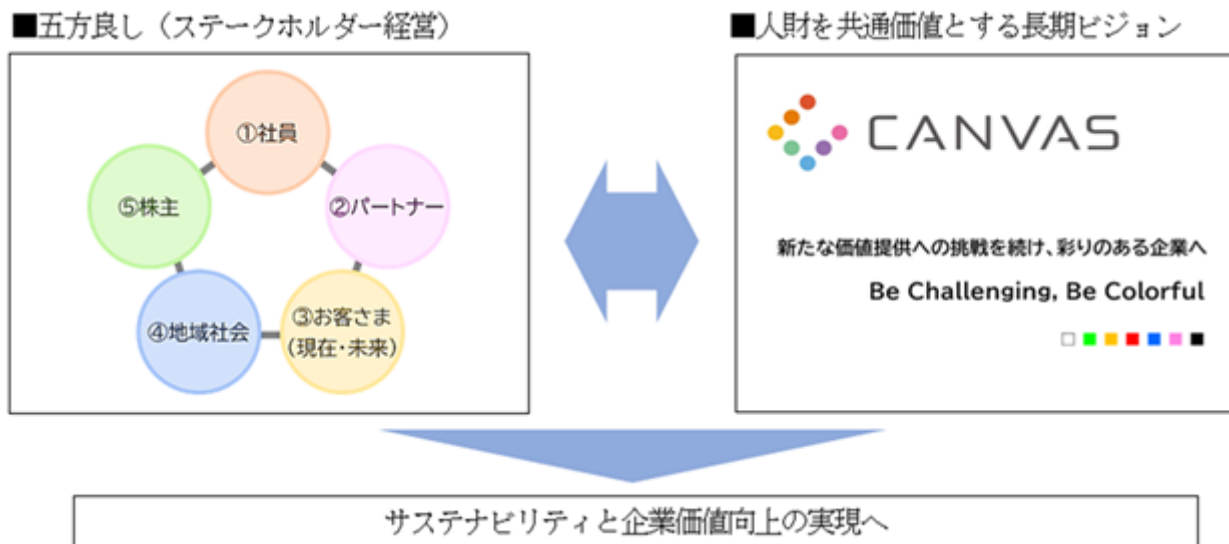 ■五方良し（ステークホルダー経営）
①社員
②パートナー
③お客さま
（現在・未来）
④地域社会
⑤株主
■人財を共通価値とする長期ビジョン
CANVAS
新たな価値提供への挑戦を続け、彩りのある企業へ
Be Challenging, Be Colorful
サステナビリティと企業価値向上の実現へ